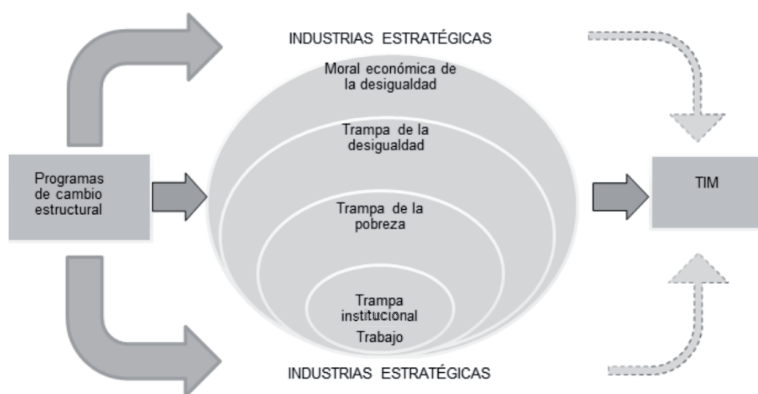 INDUSTRIAS ESTRATÉGICAS
Moral económica de
la desigualdad
Trampa de la
desigualdad
Programas
de cambio
estructural
TIM
Trampa de la
pobreza
Trampa
institucional
Trabajo
INDUSTRIAS ESTRATÉGICAS